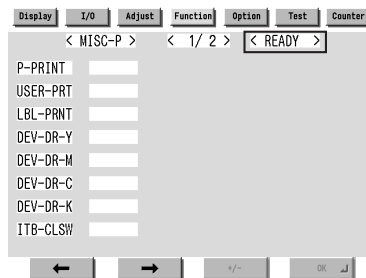 Display I/O Adjust Function Option Test Counter
< MISC-P > < 1/ 2 > < READY >
P-PRINT
USER-PRT
LBL-PRNT
DEV-DR-Y
DEV-DR-M
DEV-DR-C
DEV-DR-K
ITB-CLSW
+/- OK